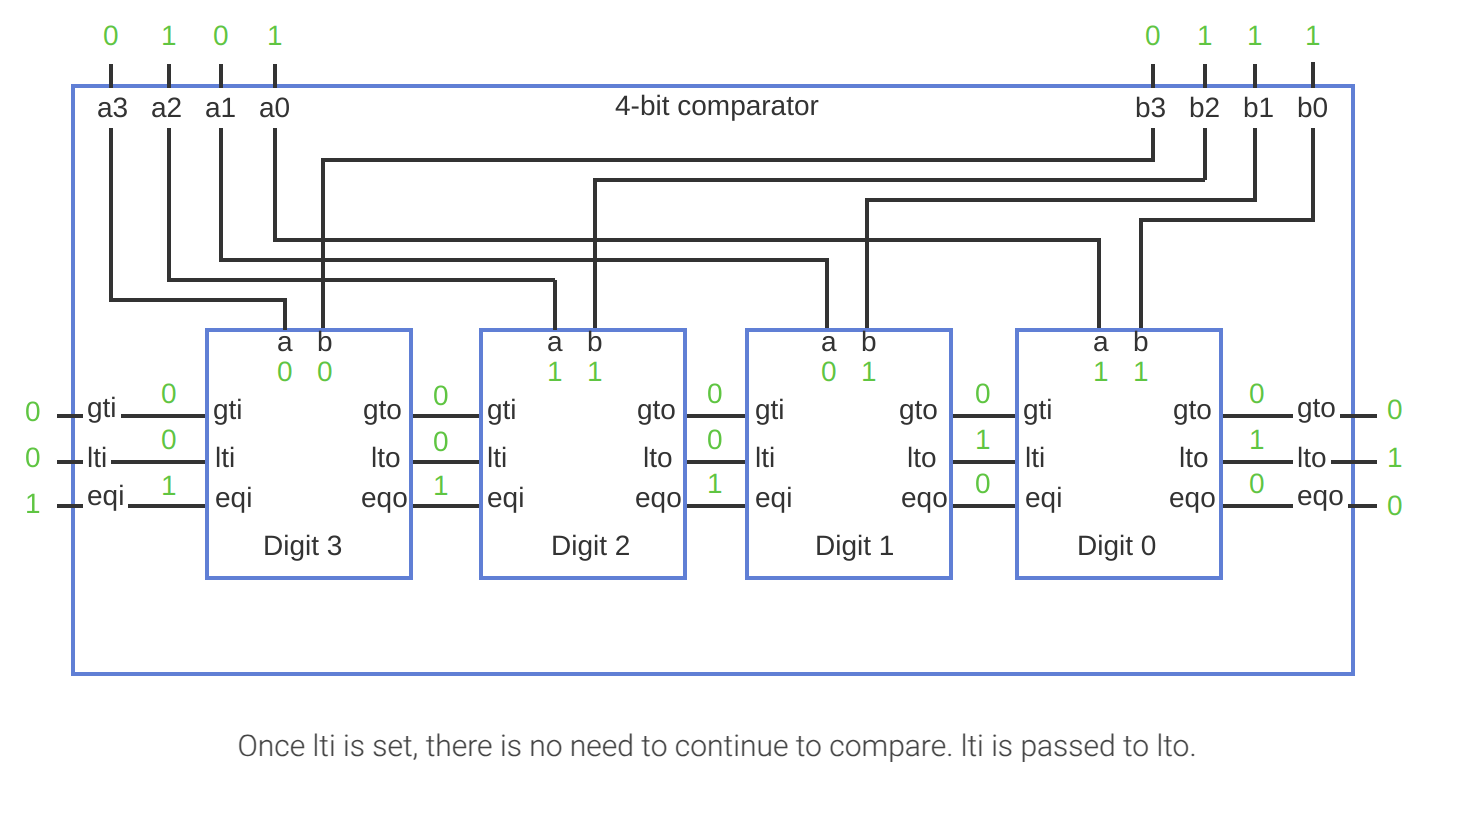 0 1 0 1 0 1 1 1
a3 a2 a1 a0 4-bit comparator b3 b2 b1 b0
a b a b a b a b
0 0 1 1 0 1 1 1
0 gti 0 gti gto 0 gti gto 0 gti gto 0 gti gto 0 gto 0
0 lti 0 lti lto 0 lti lto 0 lti lto 1 lti lto 1 lto 1
1 eqi 1 eqi eqo 1 eqi eqo 1 eqi eqo 0 eqi eqo 0 eqo 0
Digit 3 Digit 2 Digit 1 Digit 0
Once lti is set, there is no need to continue to compare. lti is passed to lto.